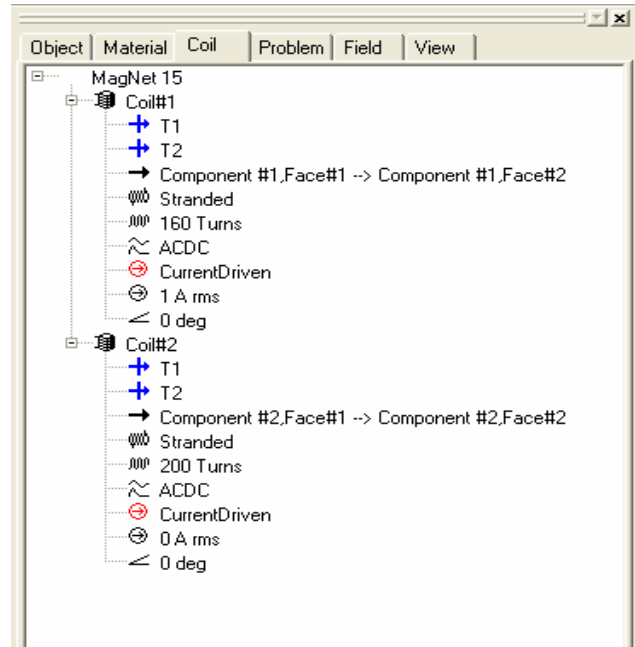 Object Material Coil Problem Field View
MagNet 15
Coil#1
T1
T2
Component #1,Face#1 --> Component #1,Face#2
Stranded
160 Turns
ACDC
CurrentDriven
1 A rms
0 deg
Coil#2
T1
T2
Component #2,Face#1 --> Component #2,Face#2
Stranded
200 Turns
ACDC
CurrentDriven
0 A rms
0 deg